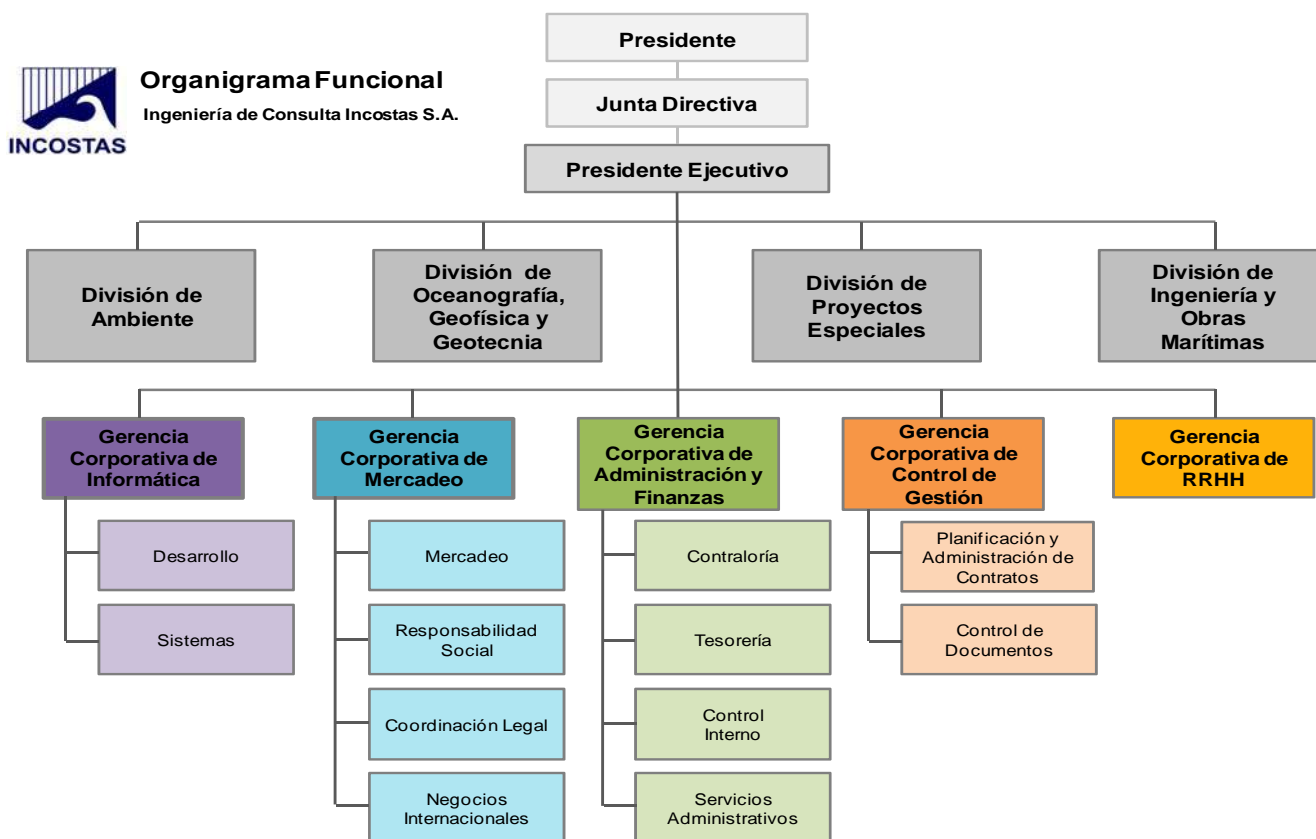 Presidente
Organigrama Funcional
Ingeniería de Consulta Incostas S.A.
INCOSTAS
Junta Directiva
Presidente Ejecutivo
División de
Ambiente
División de
Oceanografía,
Geofísica y
Geotecnia
División de
Proyectos
Especiales
División de
Ingeniería y
Obras
Marítimas
Gerencia
Corporativa de
Informática
Gerencia
Corporativa de
Mercadeo
Gerencia
Corporativa de
Administración y
Finanzas
Gerencia
Corporativa de
Control de
Gestión
Gerencia
Corporativa de
RRHH
Desarrollo
Sistemas
Mercadeo
Responsabilidad
Social
Coordinación Legal
Negocios
Internacionales
Contraloría
Tesorería
Control
Interno
Servicios
Administrativos
Planificación y
Administración de
Contratos
Control de
Documentos